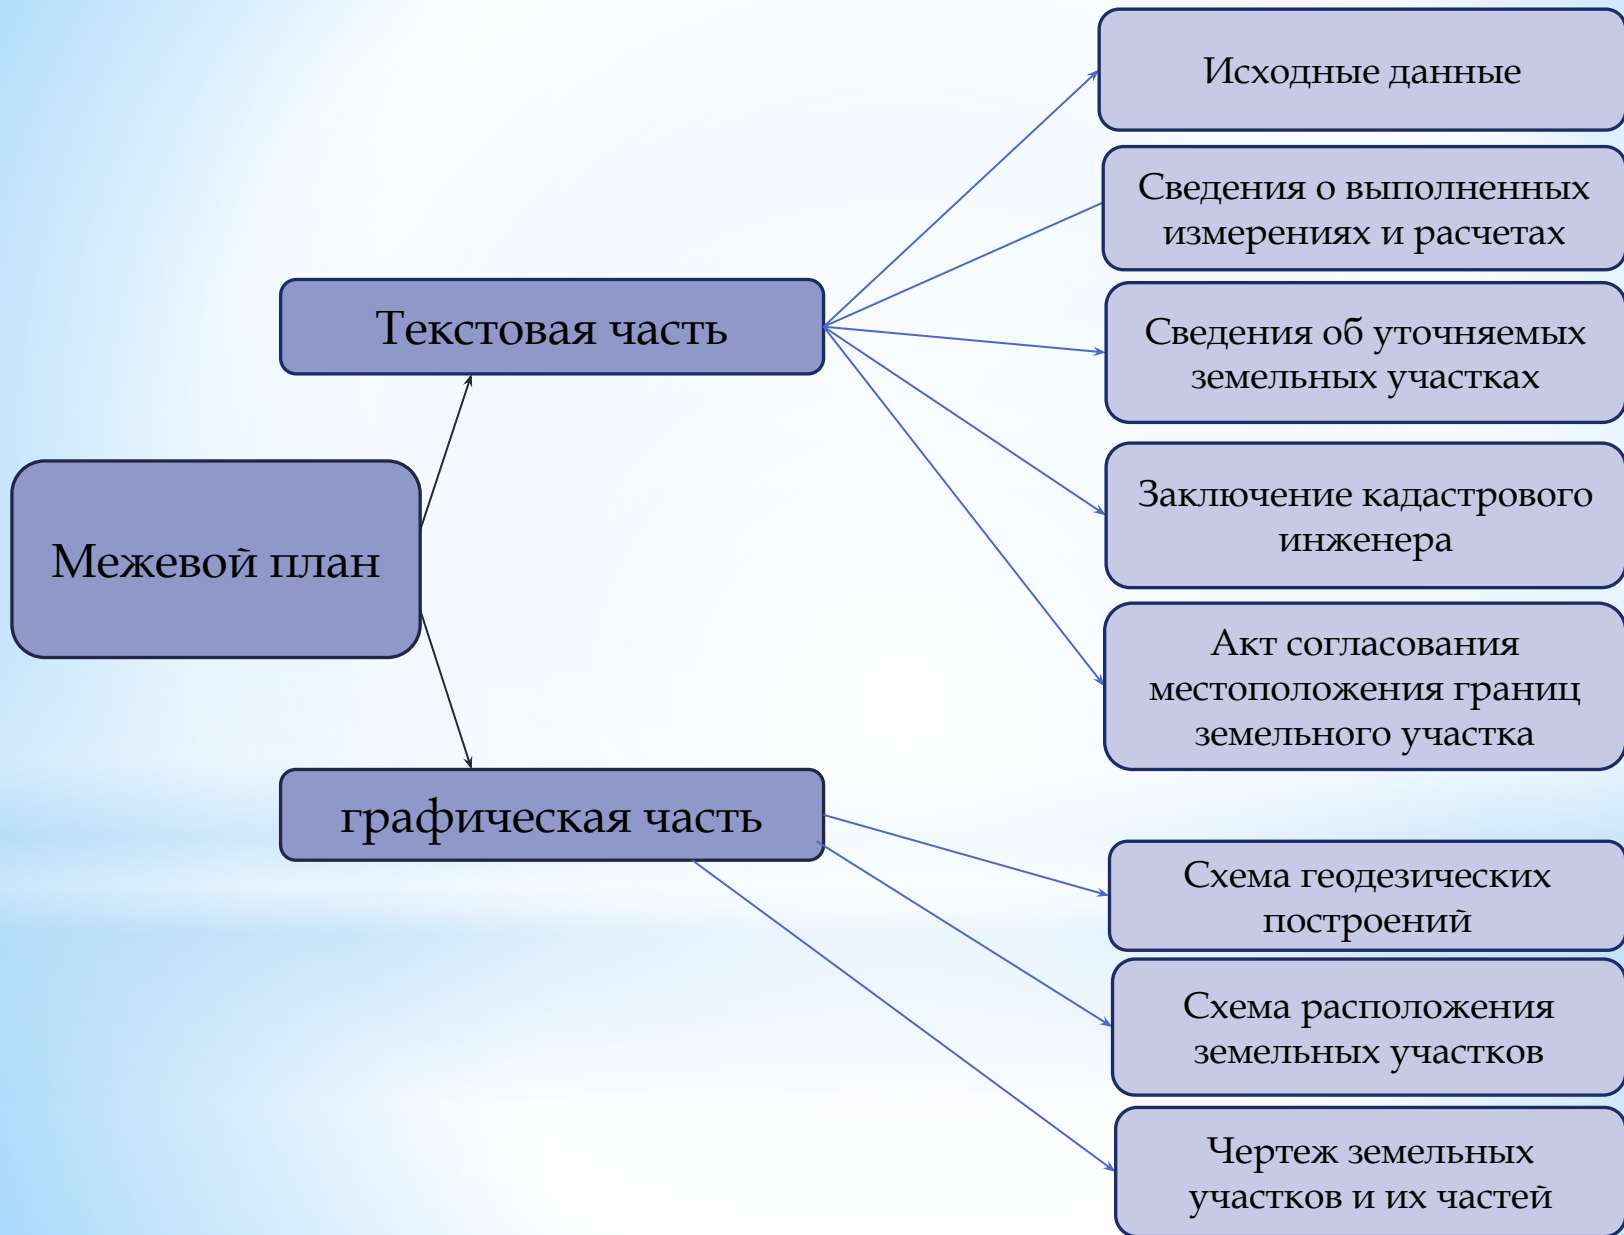 Межевой план
Текстовая часть
Исходные данные
Сведения о выполненных
измерениях и расчетах
Сведения об уточняемых
земельных участках
Заключение кадастрового
инженера
Акт согласования
местоположения границ
земельного участка
графическая часть
Схема геодезических
построений
Схема расположения
земельных участков
Чертеж земельных
участков и их частей